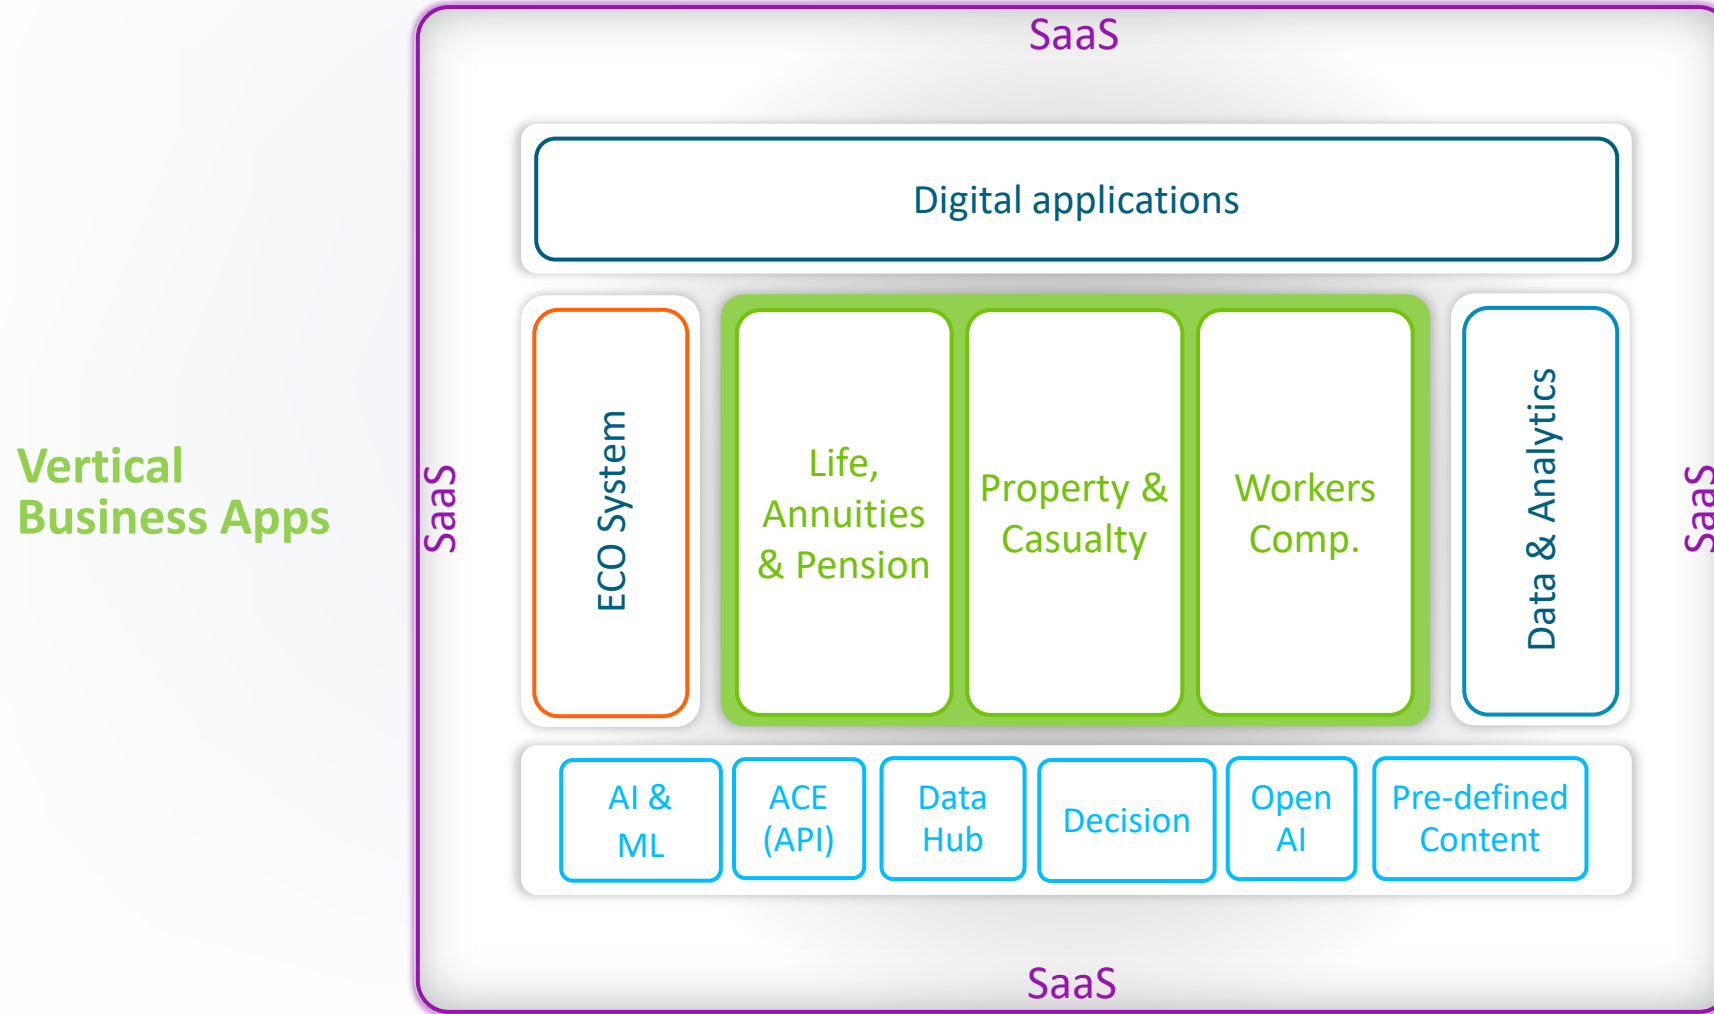 SaaS
Digital applications
Vertical
Business Apps
SaaS
ECO System
Life,
Annuities
& Pension
Property &
Casualty
Workers
Comp.
Data & Analytics
SaaS
AI &
ML
ACE
(API)
Data
Hub
Decision
Open
AI
Pre-defined
Content
SaaS